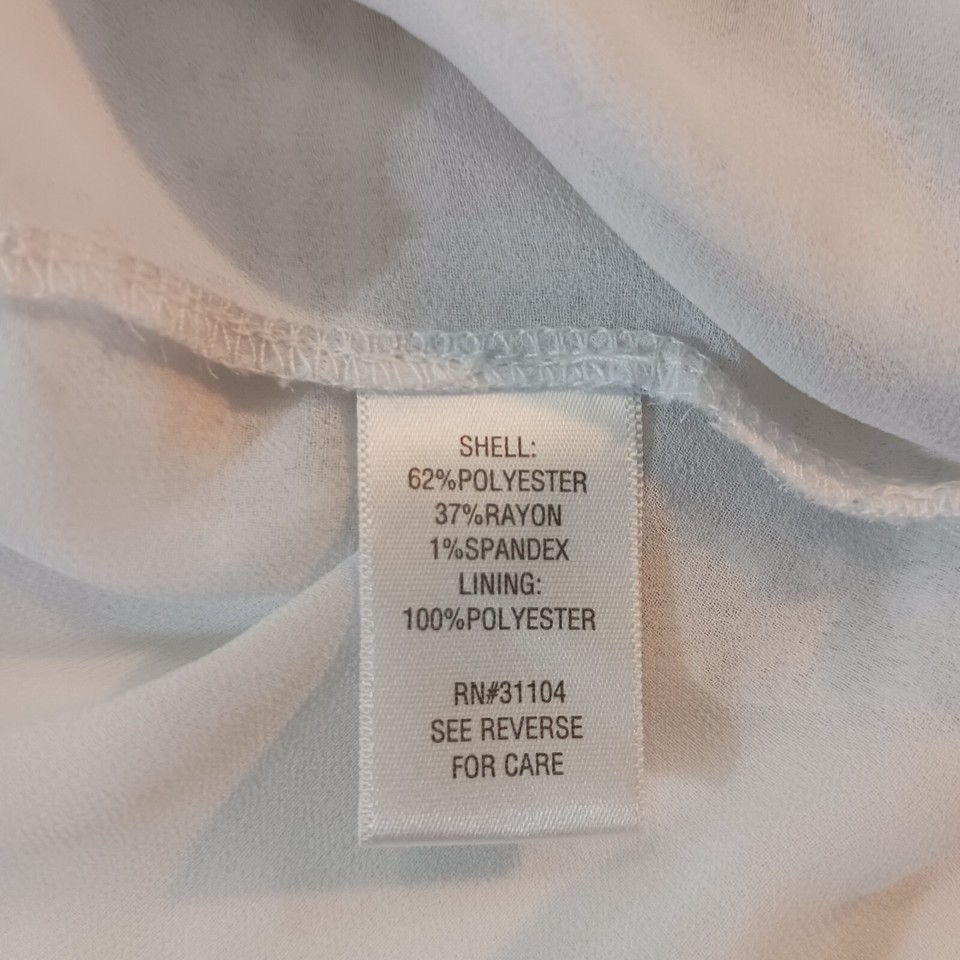 SHELL:
62%POLYESTER
37%RAYON
1%SPANDEX
LINING:
100%POLYESTER
RN#31104
SEE REVERSE
FOR CARE